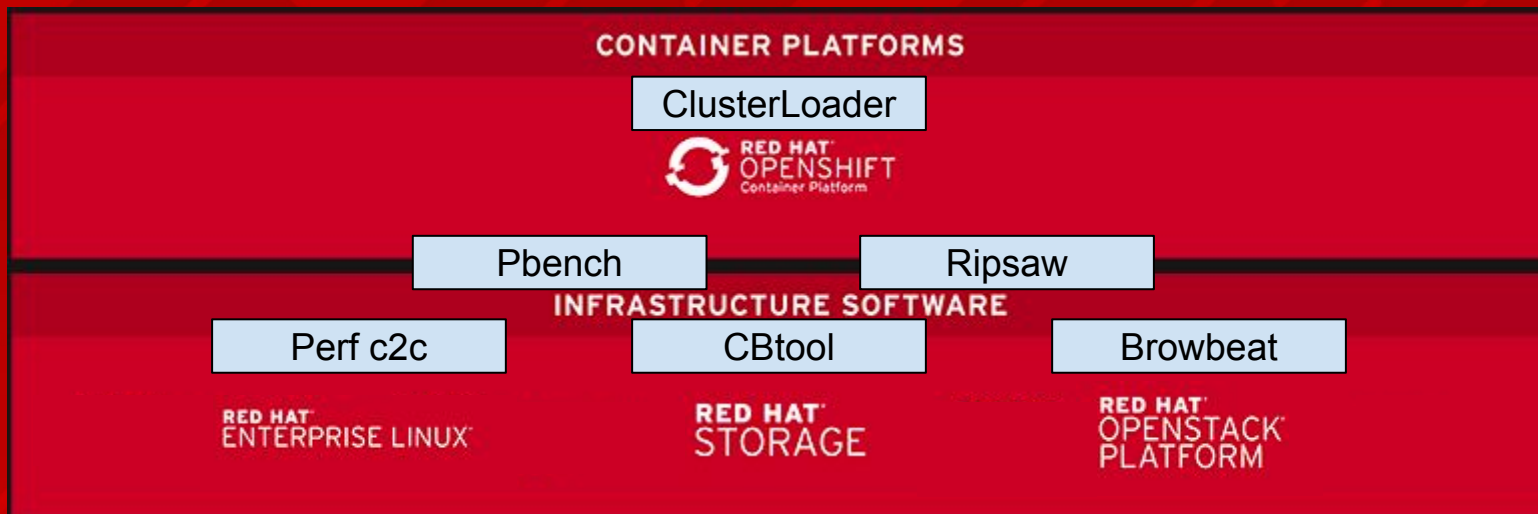 CONTAINER PLATFORMS
ClusterLoader
RED HAT
OPENSHIFT
Container Platform
Pbench
Ripsaw
INFRASTRUCTURE SOFTWARE
Perf c2c
CBtool
Browbeat
RED HAT
ENTERPRISE LINUX
RED HAT
STORAGE
RED HAT
OPENSTACK
PLATFORM